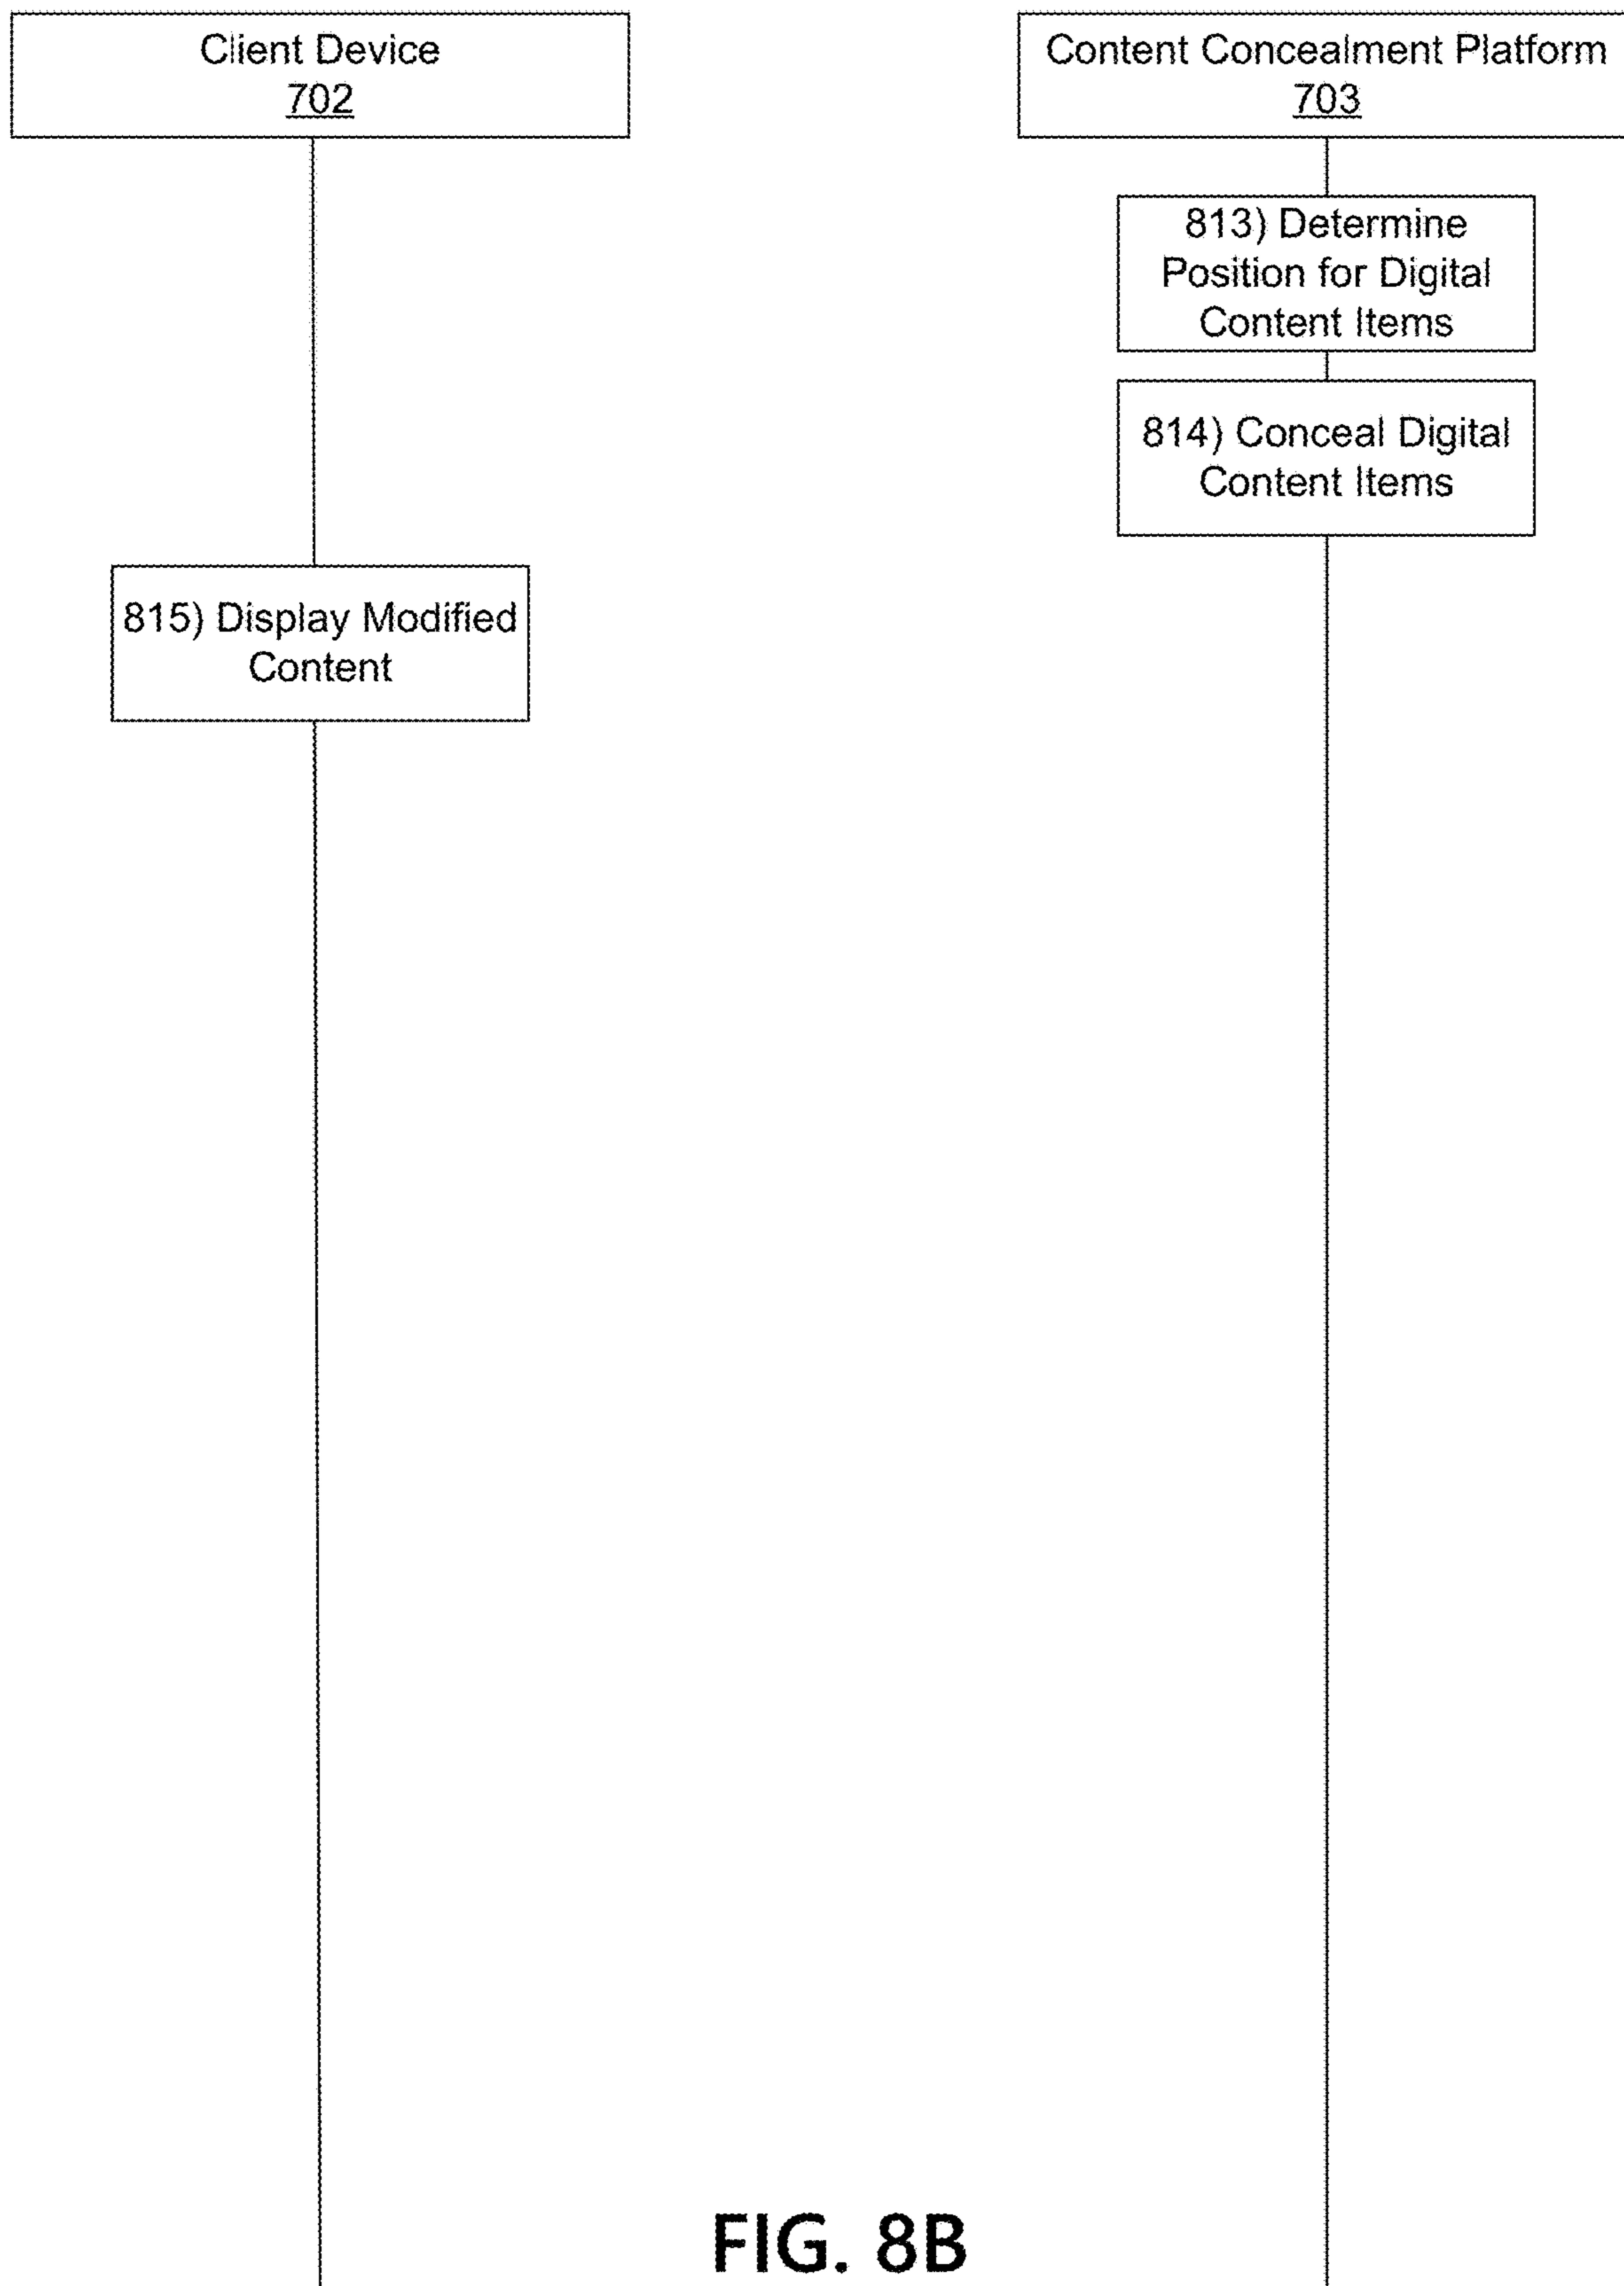 Client Device
702
Content Concealment Platform
703
813) Determine
Position for Digital
Content Items
814) Conceal Digital
Content Items
815) Display Modified
Content
FIG. 8B